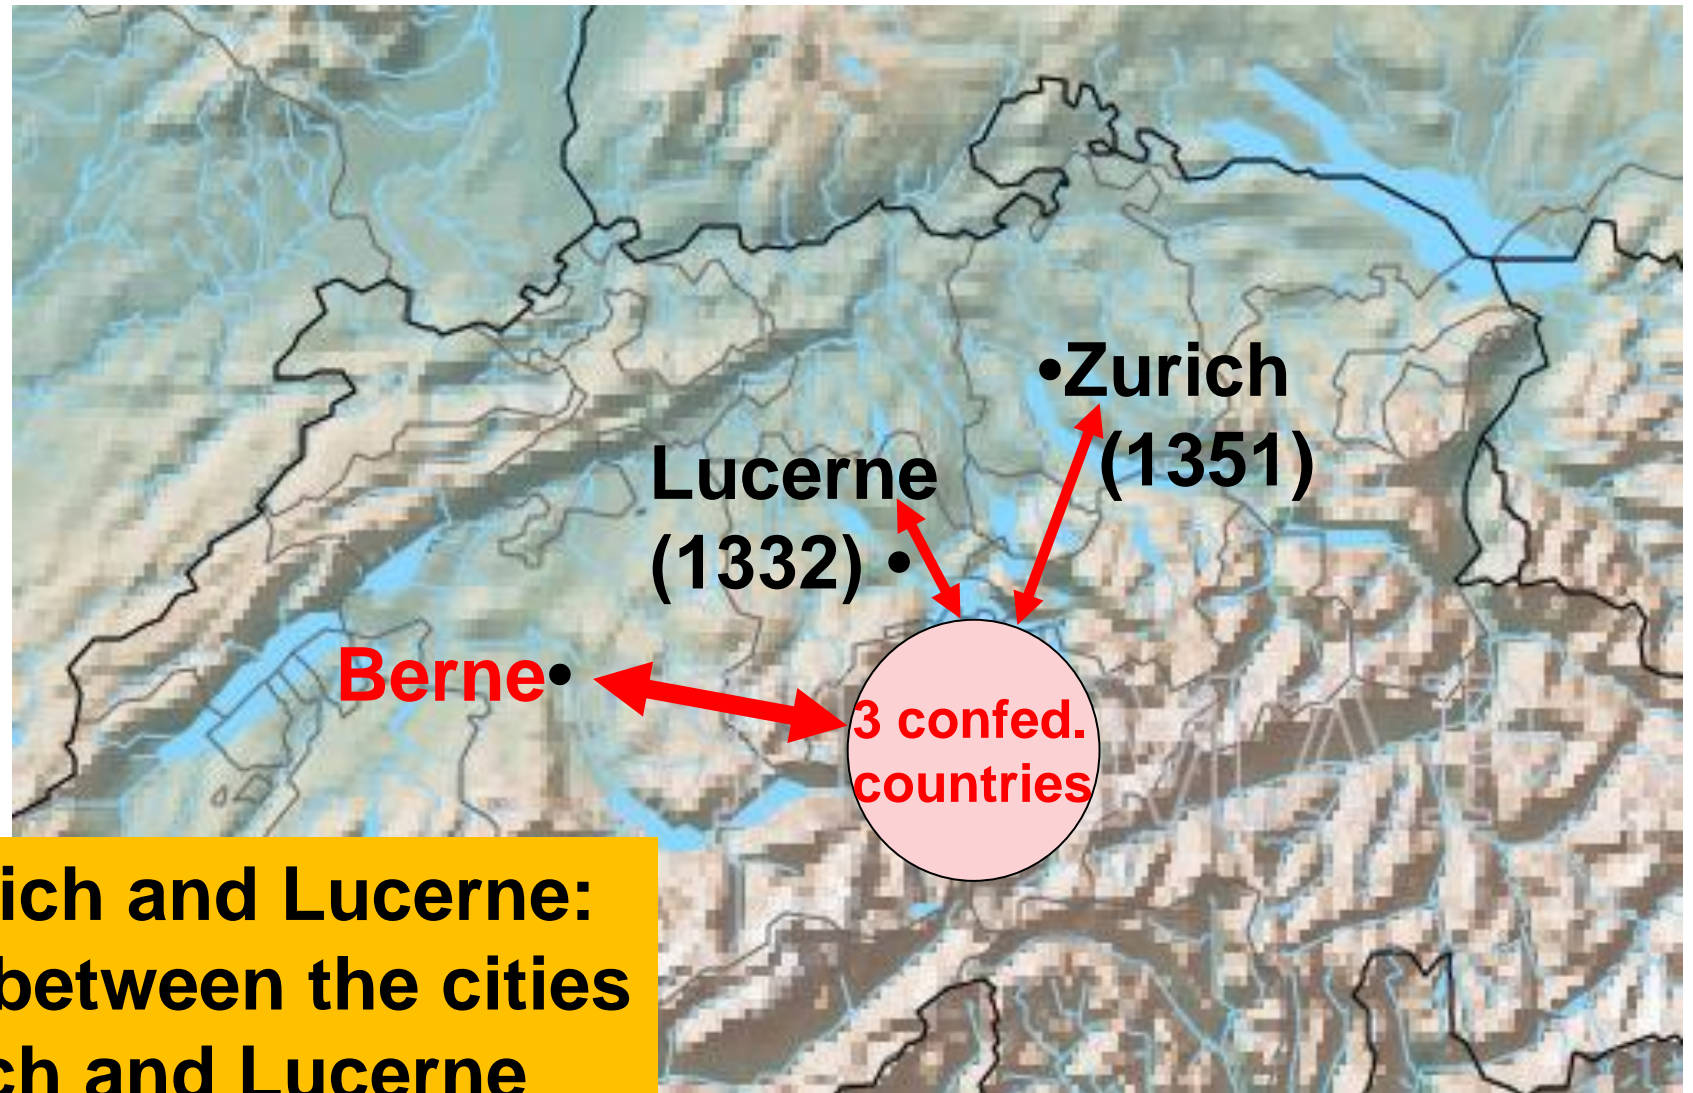 •Zurich
(1351)
Lucerne
(1332) •
Berne•
3 confed.
countries
ich and Lucerne:
between the cities
ch and Lucerne